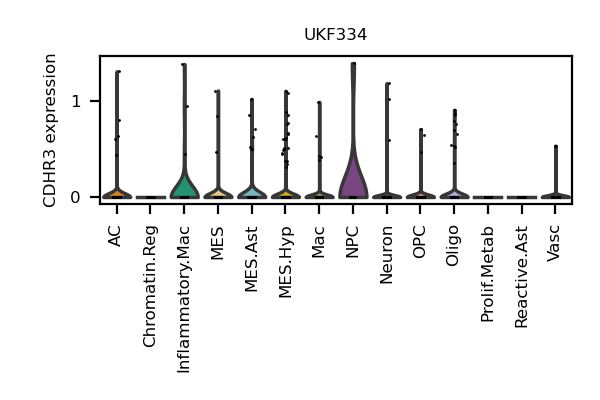 UKF334
CDHR3 expression
1
0
AC
Chromatin.Reg
Inflammatory.Mac
MES
MES.Ast
MES.Hyp
Mac
NPC
Neuron
OPC
Oligo
Prolif.Metab
Reactive.Ast
Vasc